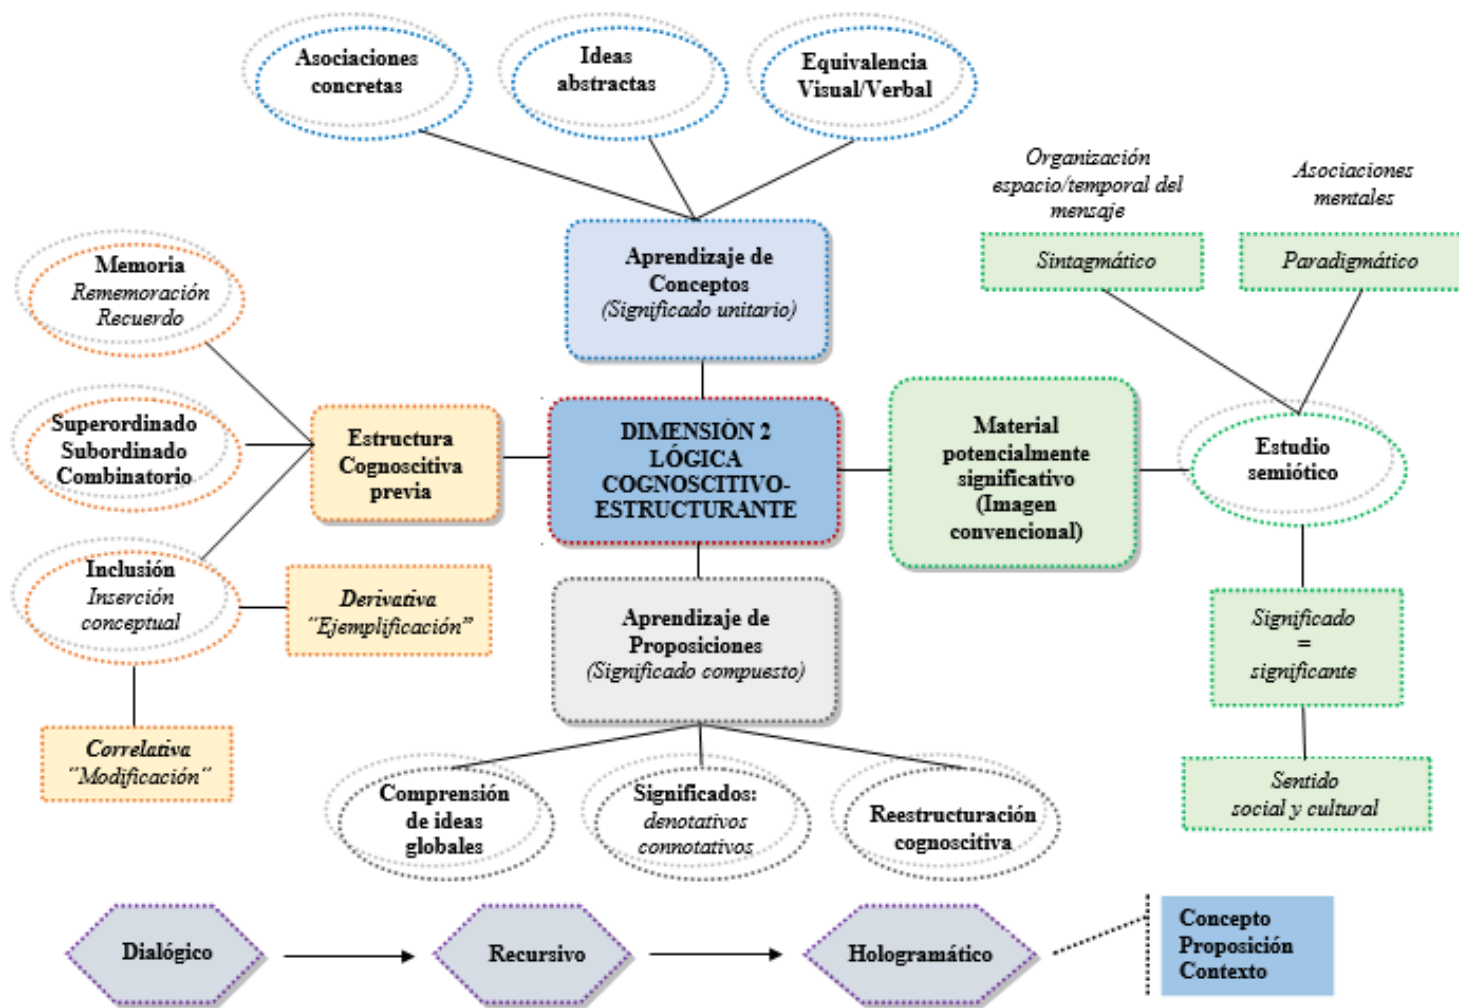 Asociaciones
concretas
Ideas
abstractas
Equivalencia
Visual/Verbal
Organización
espacio/temporal del
mensaje
Asociaciones
mentales
Sintagmático
Paradigmático
Aprendizaje de
Conceptos
(Significado unitario)
Memoria
Rememoración
Recuerdo
Superordinado
Subordinado
Combinatorio
Estructura
Cognoscitiva
previa
DIMENSIÓN 2
LÓGICA
COGNOSCITIVO-
ESTRUCTURANTE
Material
potencialmente
significativo
(Imagen
convencional)
Estudio
semiótico
Inclusión
Inserción
conceptual
Derivativa
"Ejemplificación"
Aprendizaje de
Proposiciones
(Significado compuesto)
Significado
=
significante
Correlativa
"Modificación"
Comprensión
de ideas
globales
Significados:
denotativos
connotativos
Reestructuración
cognoscitiva
Sentido
social y cultural
Dialógico
Recursivo
Hologramático
Concepto
Proposición
Contexto